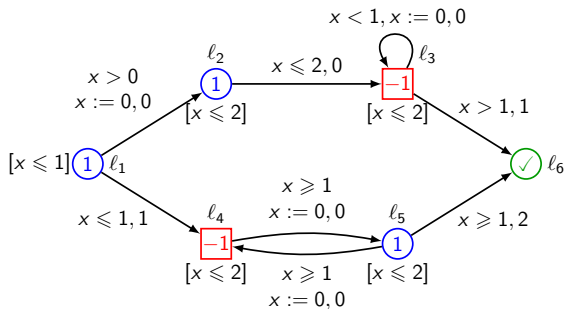 x < 1, x := 0, 0
ℓ2
ℓ3
x > 0
x := 0, 0
1
x ⩽ 2, 0
−1
[x ⩽ 2]
[x ⩽ 2]
x > 1, 1
[x ⩽ 1]
1
ℓ1
✓
ℓ6
x ⩽ 1, 1
x ⩾ 1
x := 0, 0
ℓ4
ℓ5
x ⩾ 1, 2
−1
1
[x ⩽ 2]
x ⩾ 1
x := 0, 0
[x ⩽ 2]